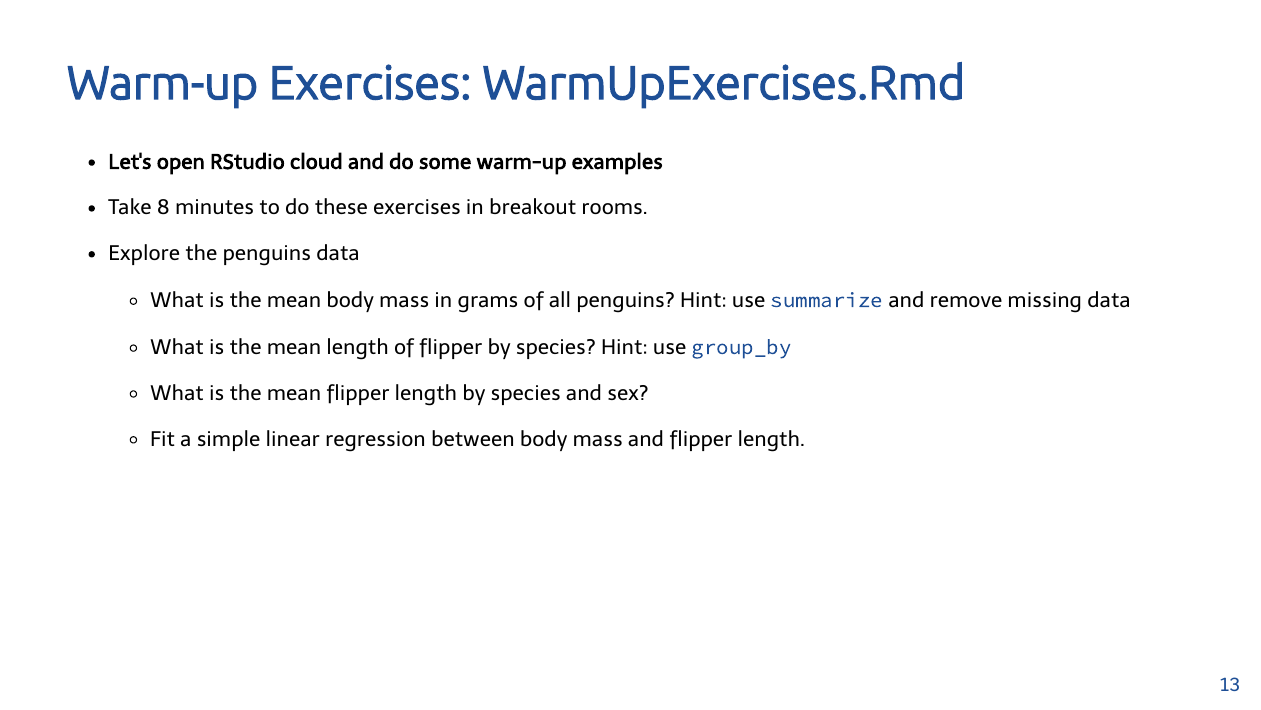 Warm-up Exercises: WarmUpExercises.Rmd
• Let's open RStudio cloud and do some warm-up examples
• Take 8 minutes to do these exercises in breakout rooms.
• Explore the penguins data
◦ What is the mean body mass in grams of all penguins? Hint: use summarize and remove missing data
◦ What is the mean length of flipper by species? Hint: use group_by
◦ What is the mean flipper length by species and sex?
◦ Fit a simple linear regression between body mass and flipper length.
13